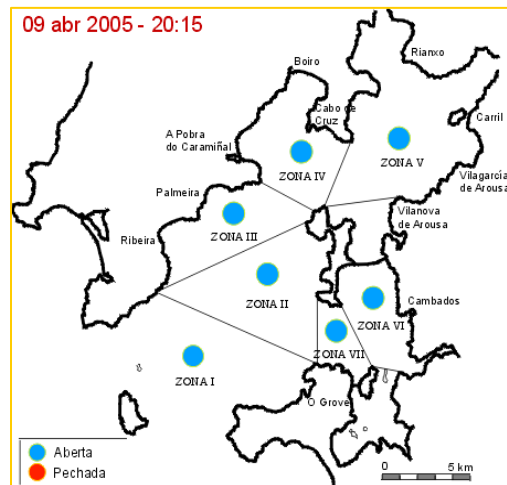 09 abr 2005 - 20:15
Rianxo
Boiro
Cabo de
Cruz
Carril
A Pobra
do Caramiñal
ZONA IV
ZONA V
Vilagarcía
de Arousa
Palmeira
Vilanova
de Arousa
ZONA III
Ribeira
ZONA II
Cambados
ZONA VI
ZONA VII
ZONA I
O Grove
Aberta
Pechada
0 5 km